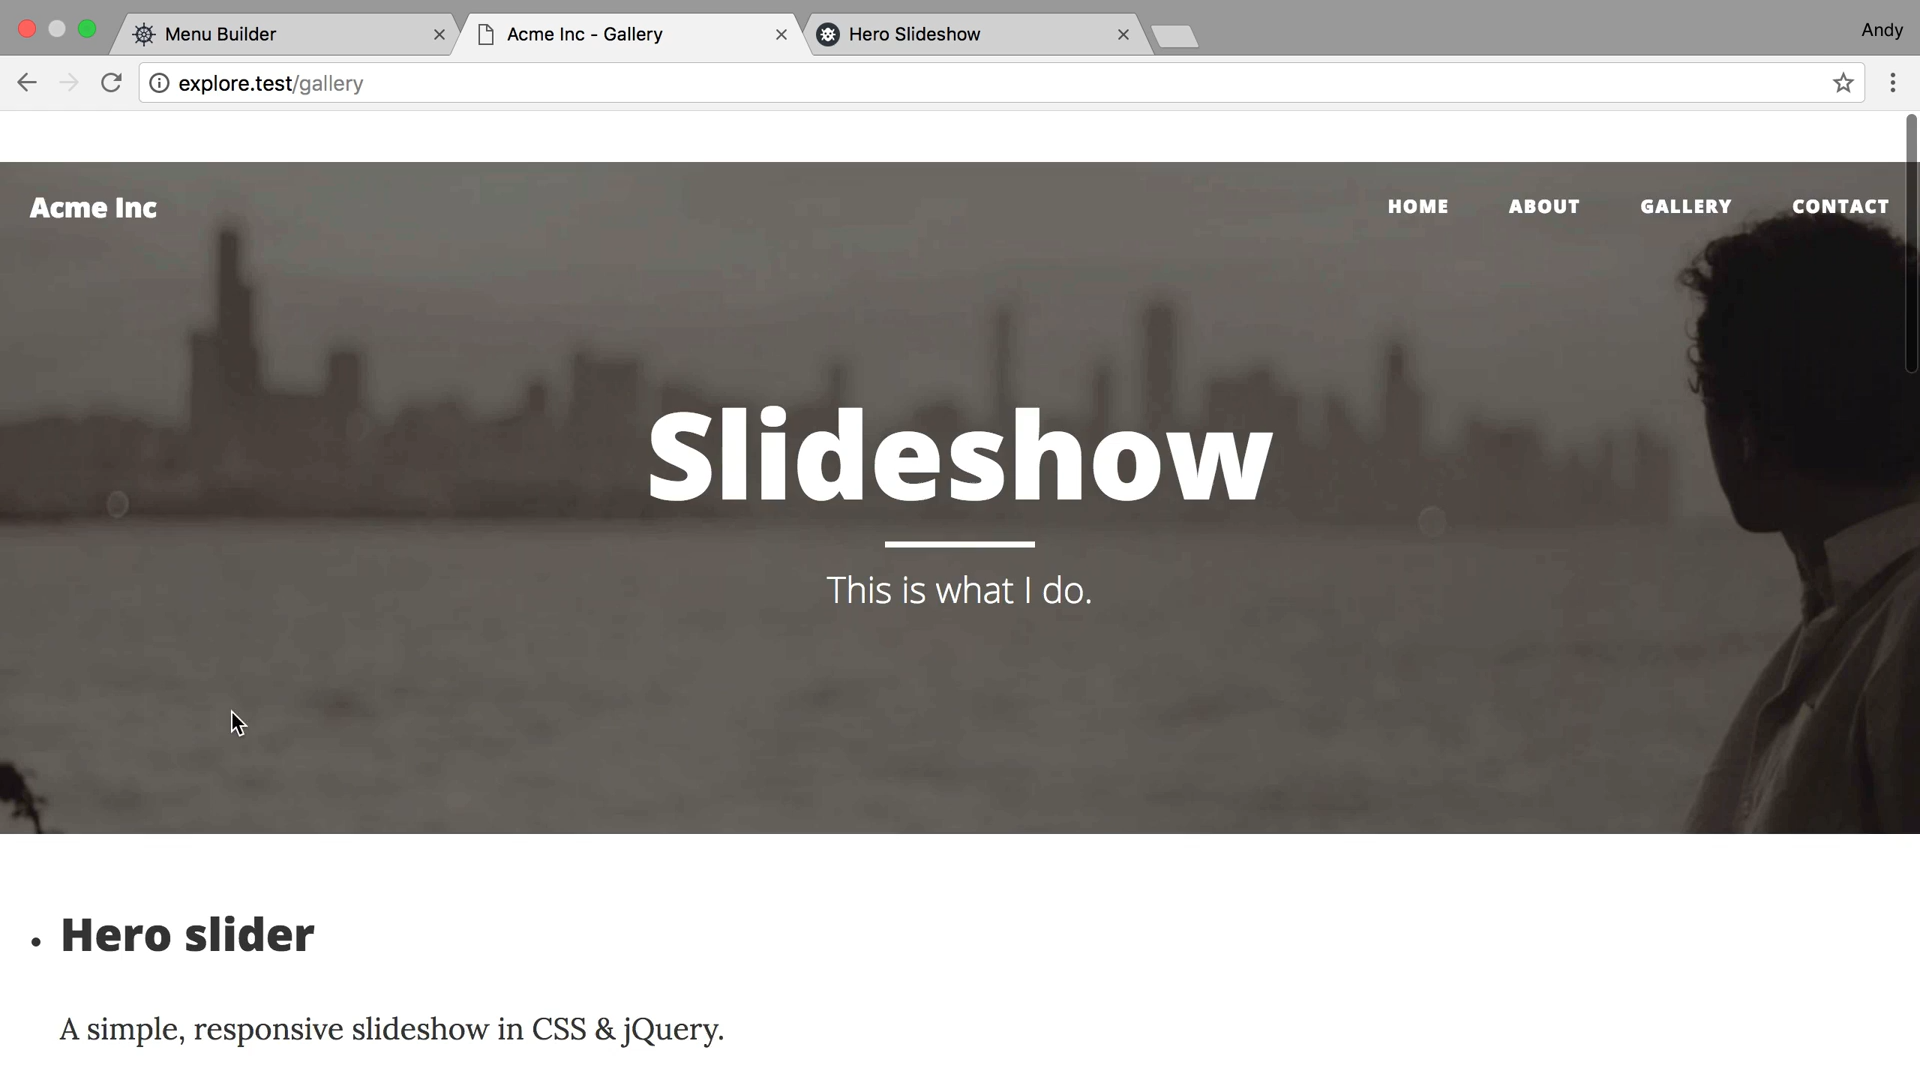 Menu Builder
Acme Inc - Gallery
Hero Slideshow
Andy
explore.test/gallery
Acme Inc
HOME ABOUT GALLERY CONTACT
Slideshow
This is what I do.
• Hero slider
A simple, responsive slideshow in CSS & jQuery.